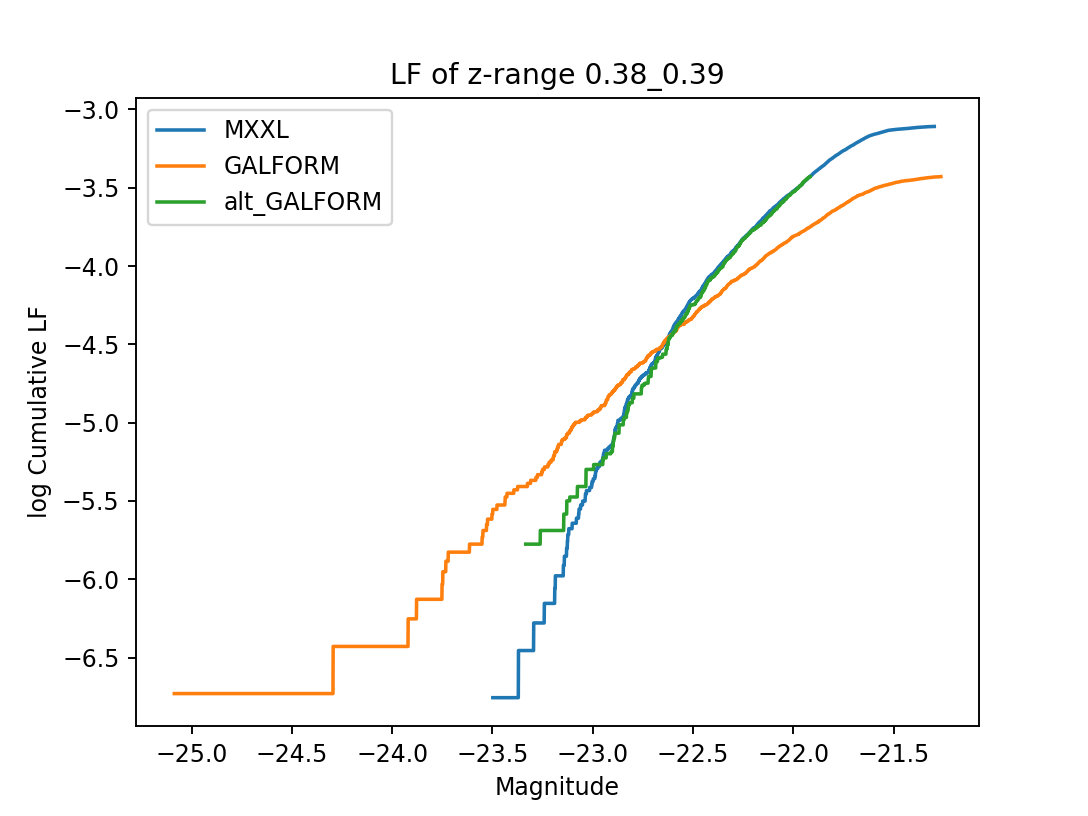 LF of z-range 0.38_0.39
MXXL
GALFORM
alt_GALFORM
−3.0
−3.5
−4.0
−4.5
−5.0
−5.5
−6.0
−6.5
log Cumulative LF
−25.0 −24.5 −24.0 −23.5 −23.0 −22.5 −22.0 −21.5
Magnitude